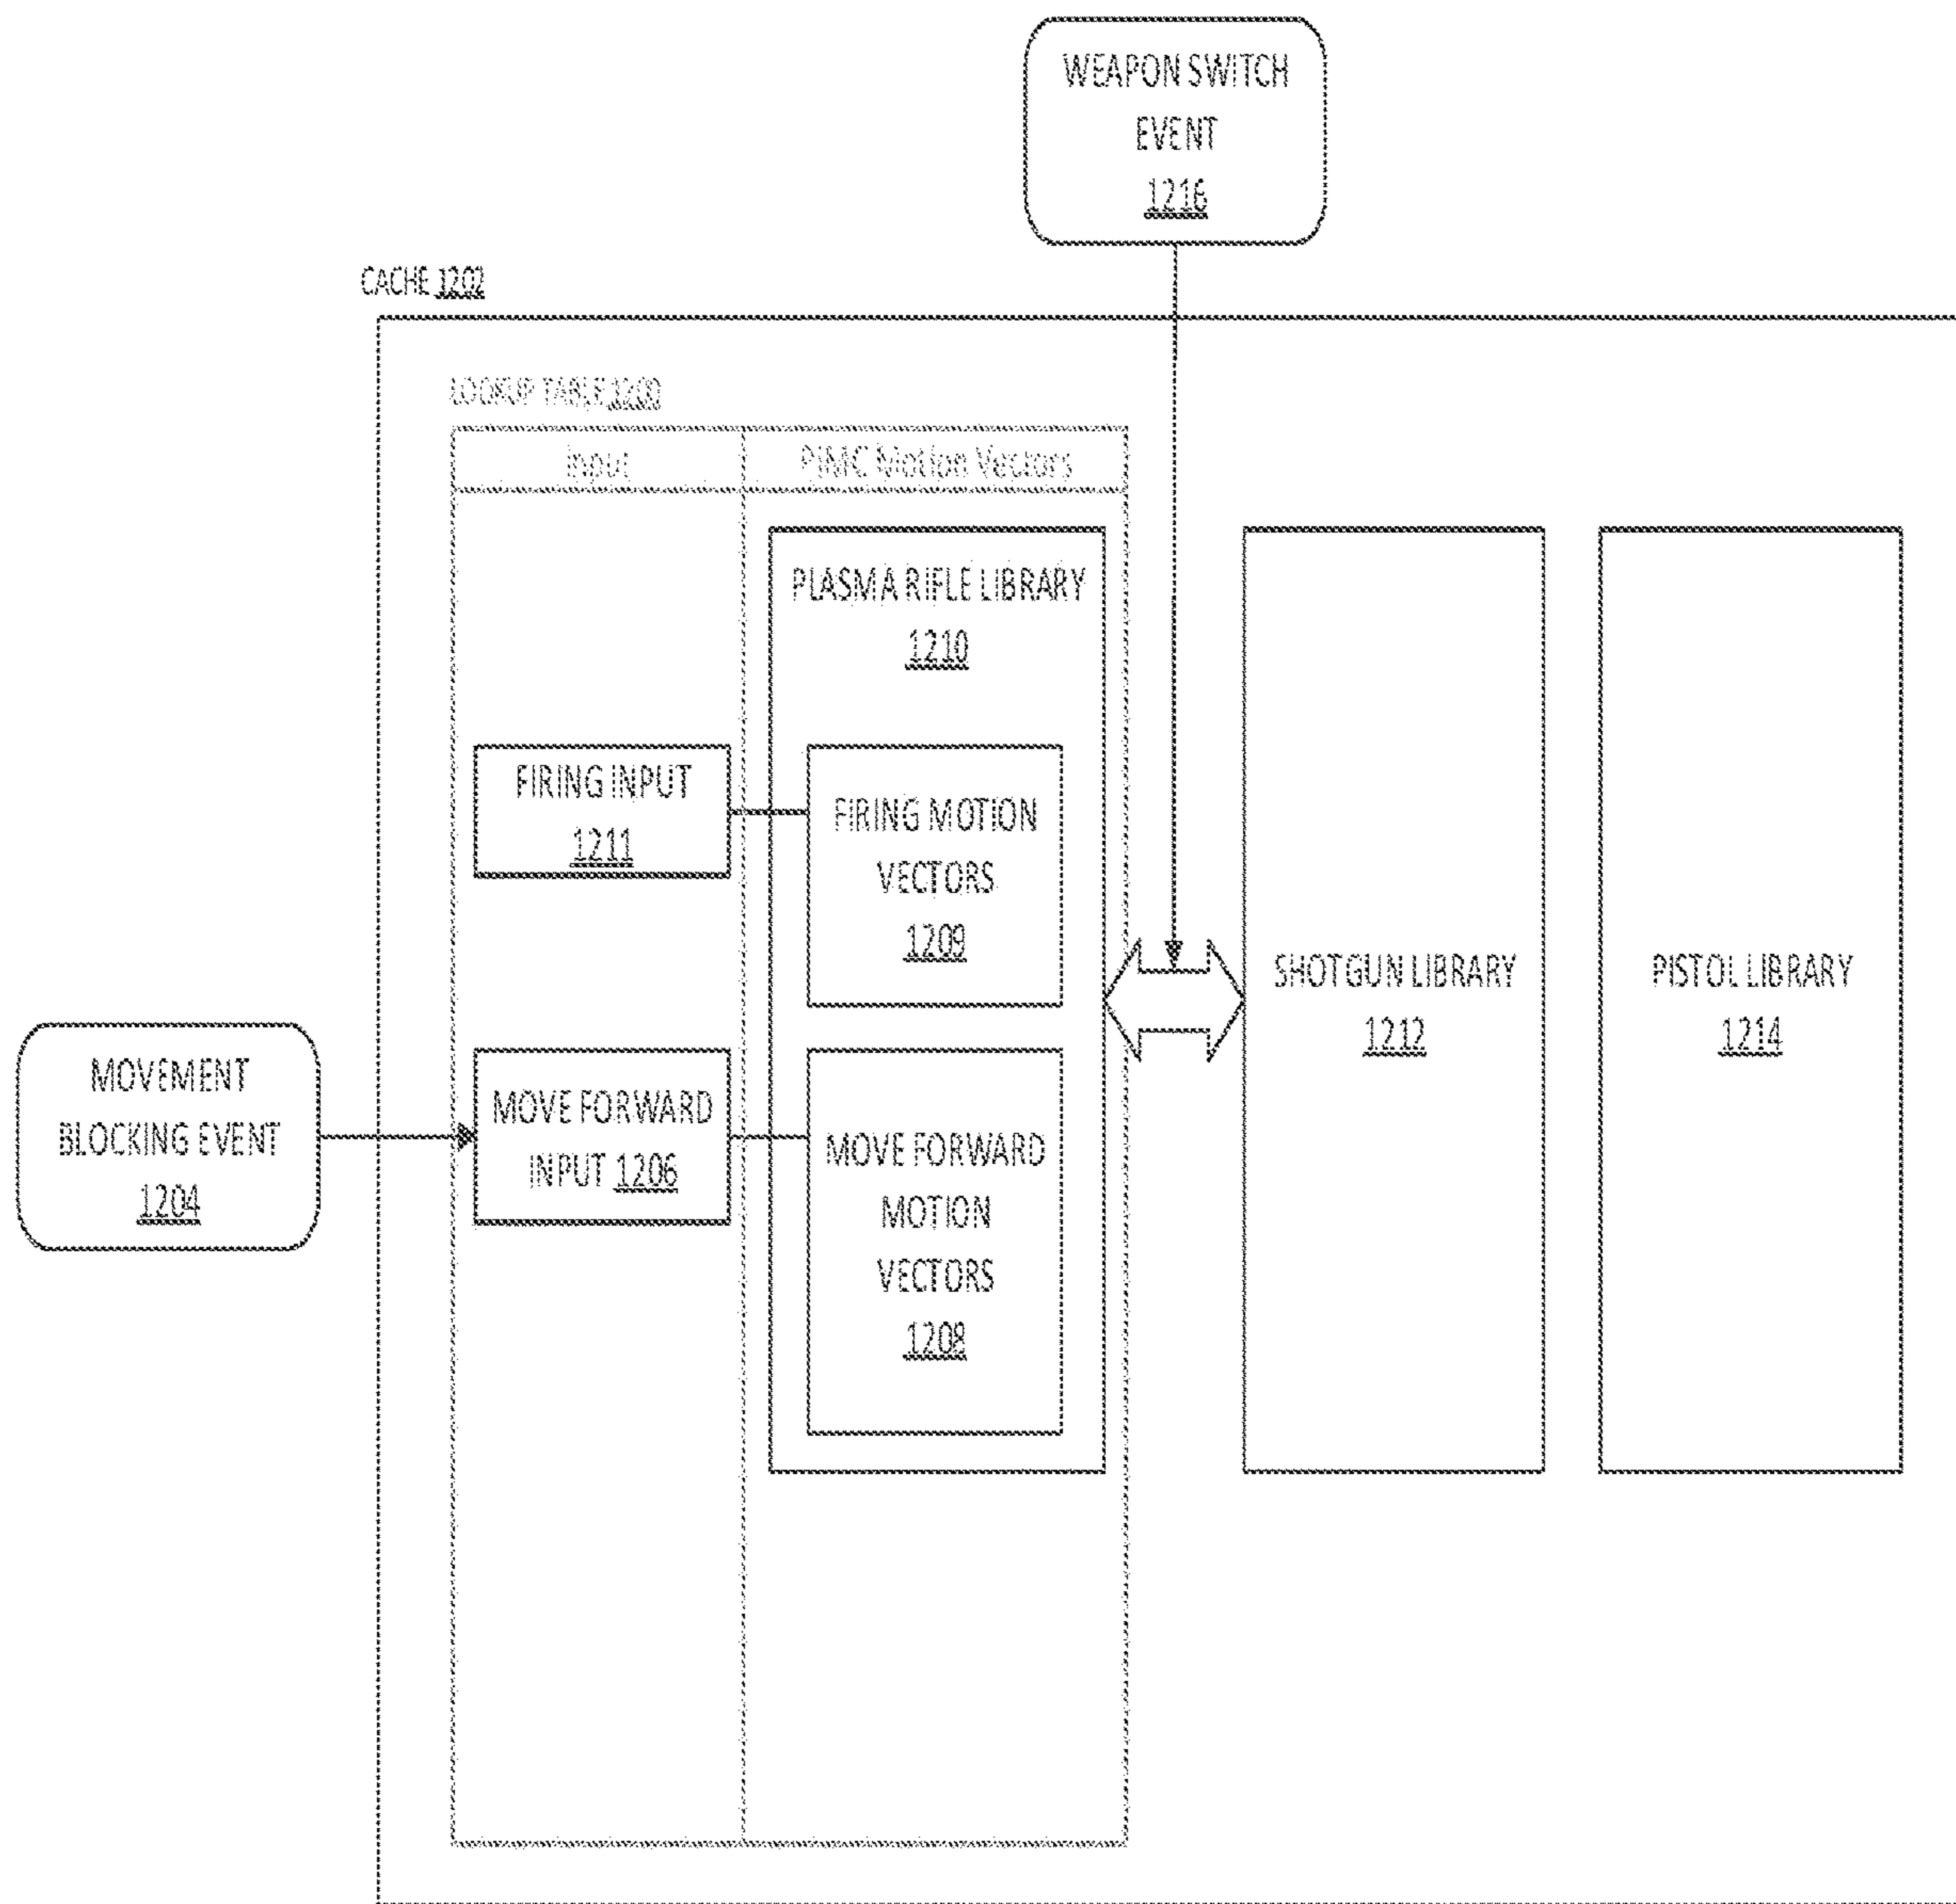 WEAPON SWITCH
EVENT
1216
CACHE 1202
LOOKUP TABLE 1200
Input
PIMC Motion Vectors
PLASMA RIFLE LIBRARY
1210
FIRING INPUT
1211
FIRING MOTION
VECTORS
1209
SHOTGUN LIBRARY
1212
PISTOL LIBRARY
1214
MOVEMENT
BLOCKING EVENT
1204
MOVE FORWARD
INPUT 1206
MOVE FORWARD
MOTION
VECTORS
1208